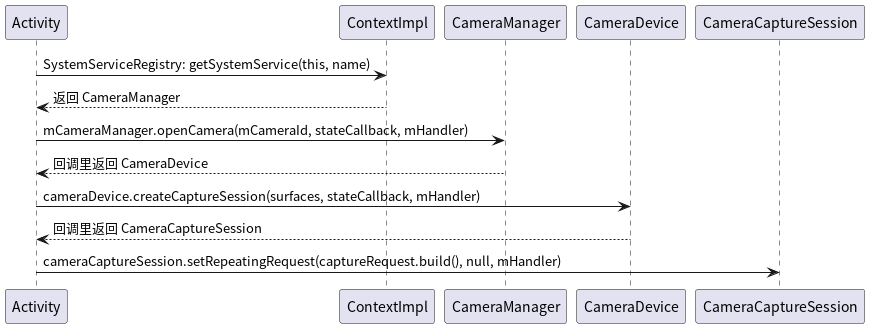 Activity ContextImpl CameraManager CameraDevice CameraCaptureSession
SystemServiceRegistry: getSystemService(this, name)
返回 CameraManager
mCameraManager.openCamera(mCameraId, stateCallback, mHandler)
回调里返回 CameraDevice
cameraDevice.createCaptureSession(surfaces, stateCallback, mHandler)
回调里返回 CameraCaptureSession
cameraCaptureSession.setRepeatingRequest(captureRequest.build(), null, mHandler)
Activity ContextImpl CameraManager CameraDevice CameraCaptureSession